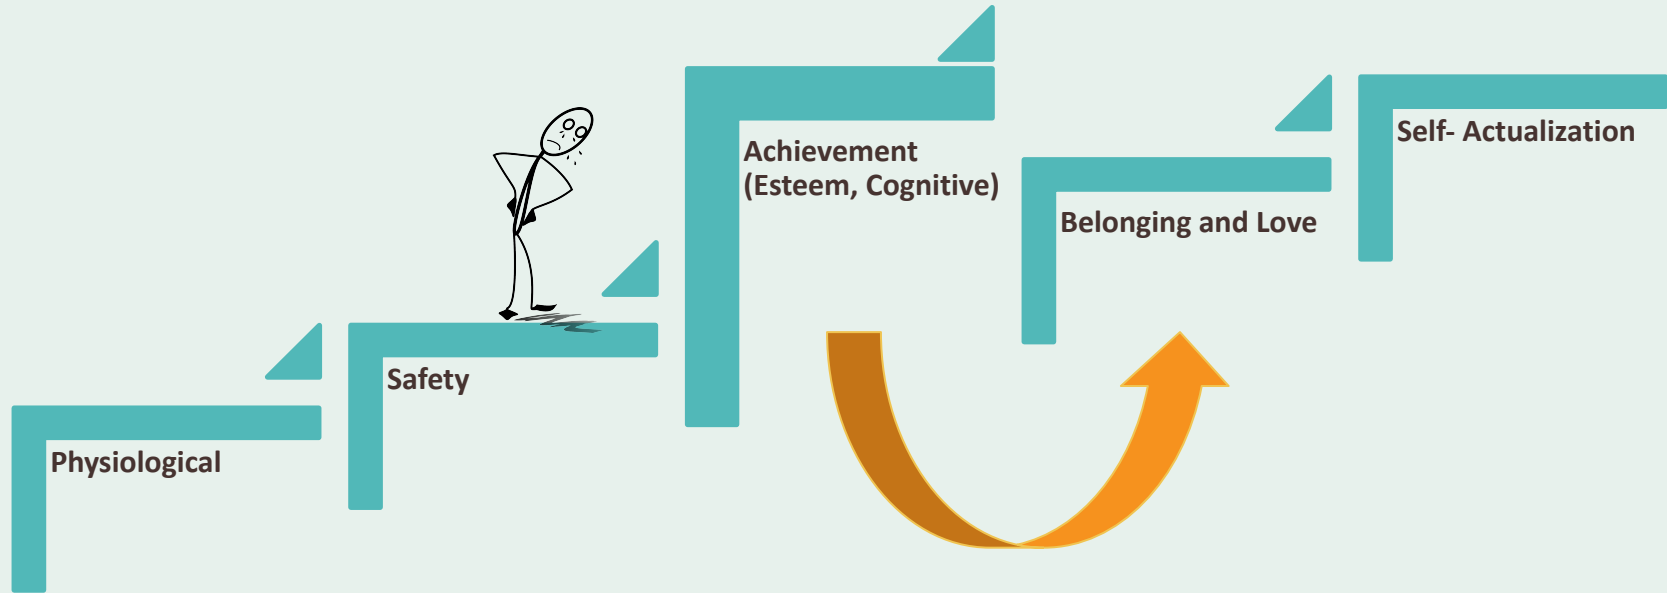 Physiological
Safety
Achievement
(Esteem, Cognitive)
Belonging and Love
Self- Actualization